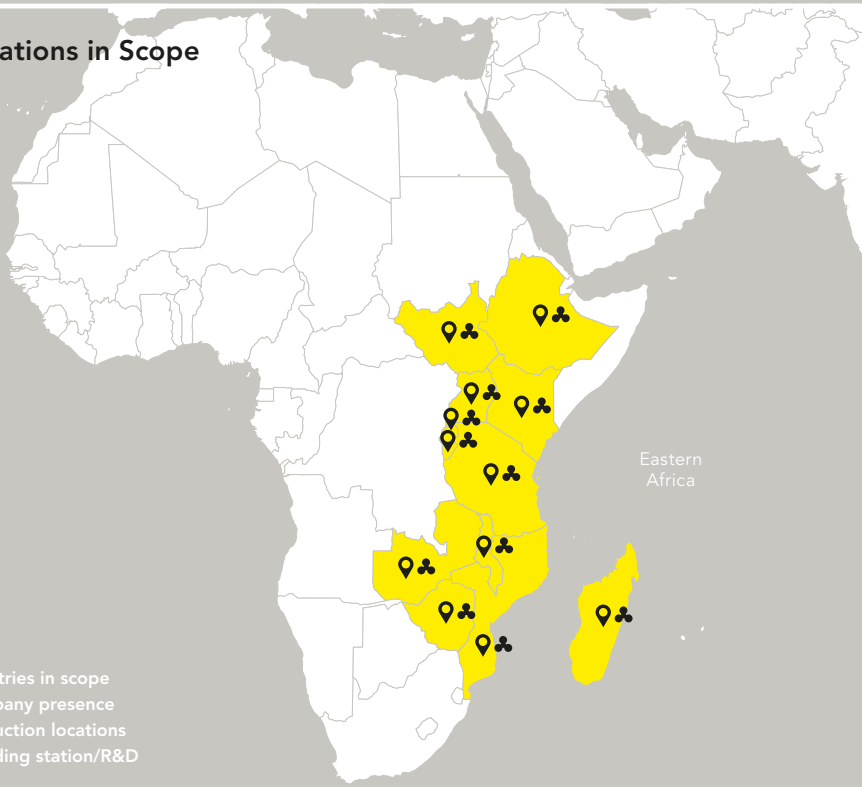 ations in Scope
Eastern
Africa
tries in scope
pany presence
uction locations
ding station/R&D